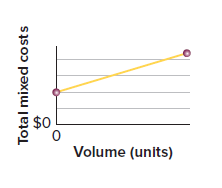 Total mixed costs
$0
0
Volume (units)